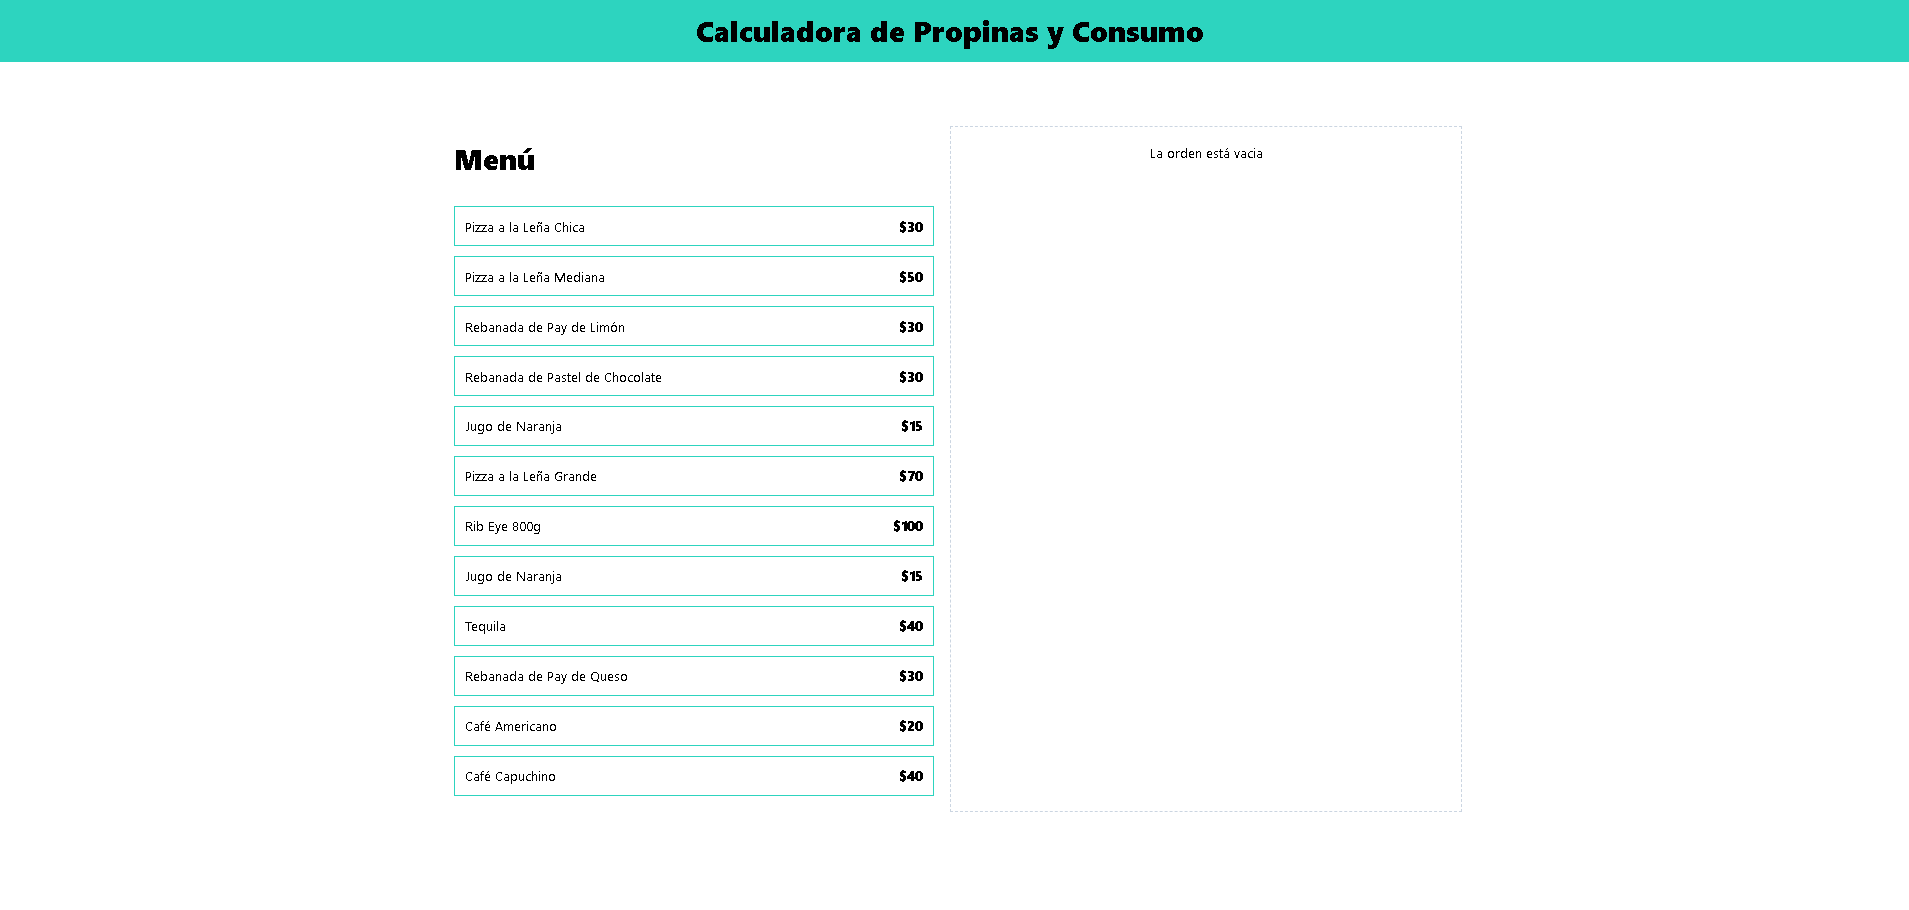 Calculadora de Propinas y Consumo
Menú
Pizza a la Leña Chica $30
Pizza a la Leña Mediana $50
Rebanada de Pay de Limón $30
Rebanada de Pastel de Chocolate $30
Jugo de Naranja $15
Pizza a la Leña Grande $70
Rib Eye 800g $100
Jugo de Naranja $15
Tequila $40
Rebanada de Pay de Queso $30
Café Americano $20
Café Capuchino $40
La orden está vacia